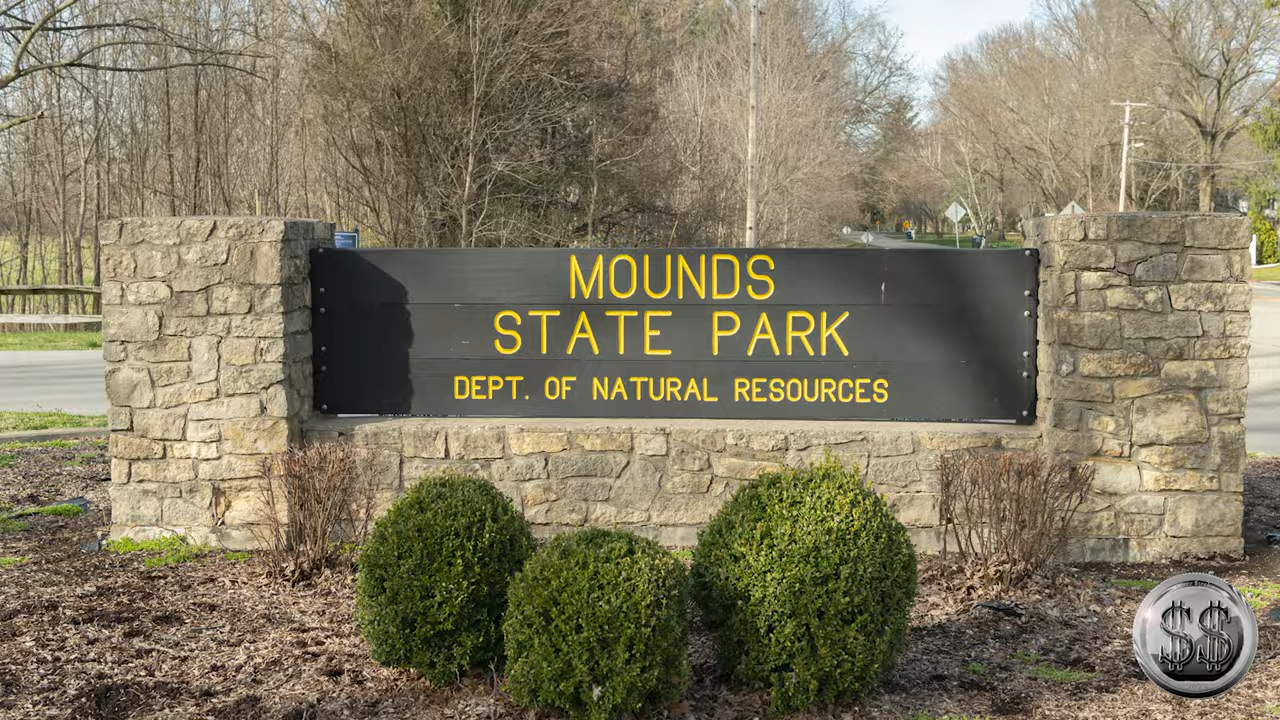 MOUNDS
STATE PARK
DEPT. OF NATURAL RESOURCES
$$